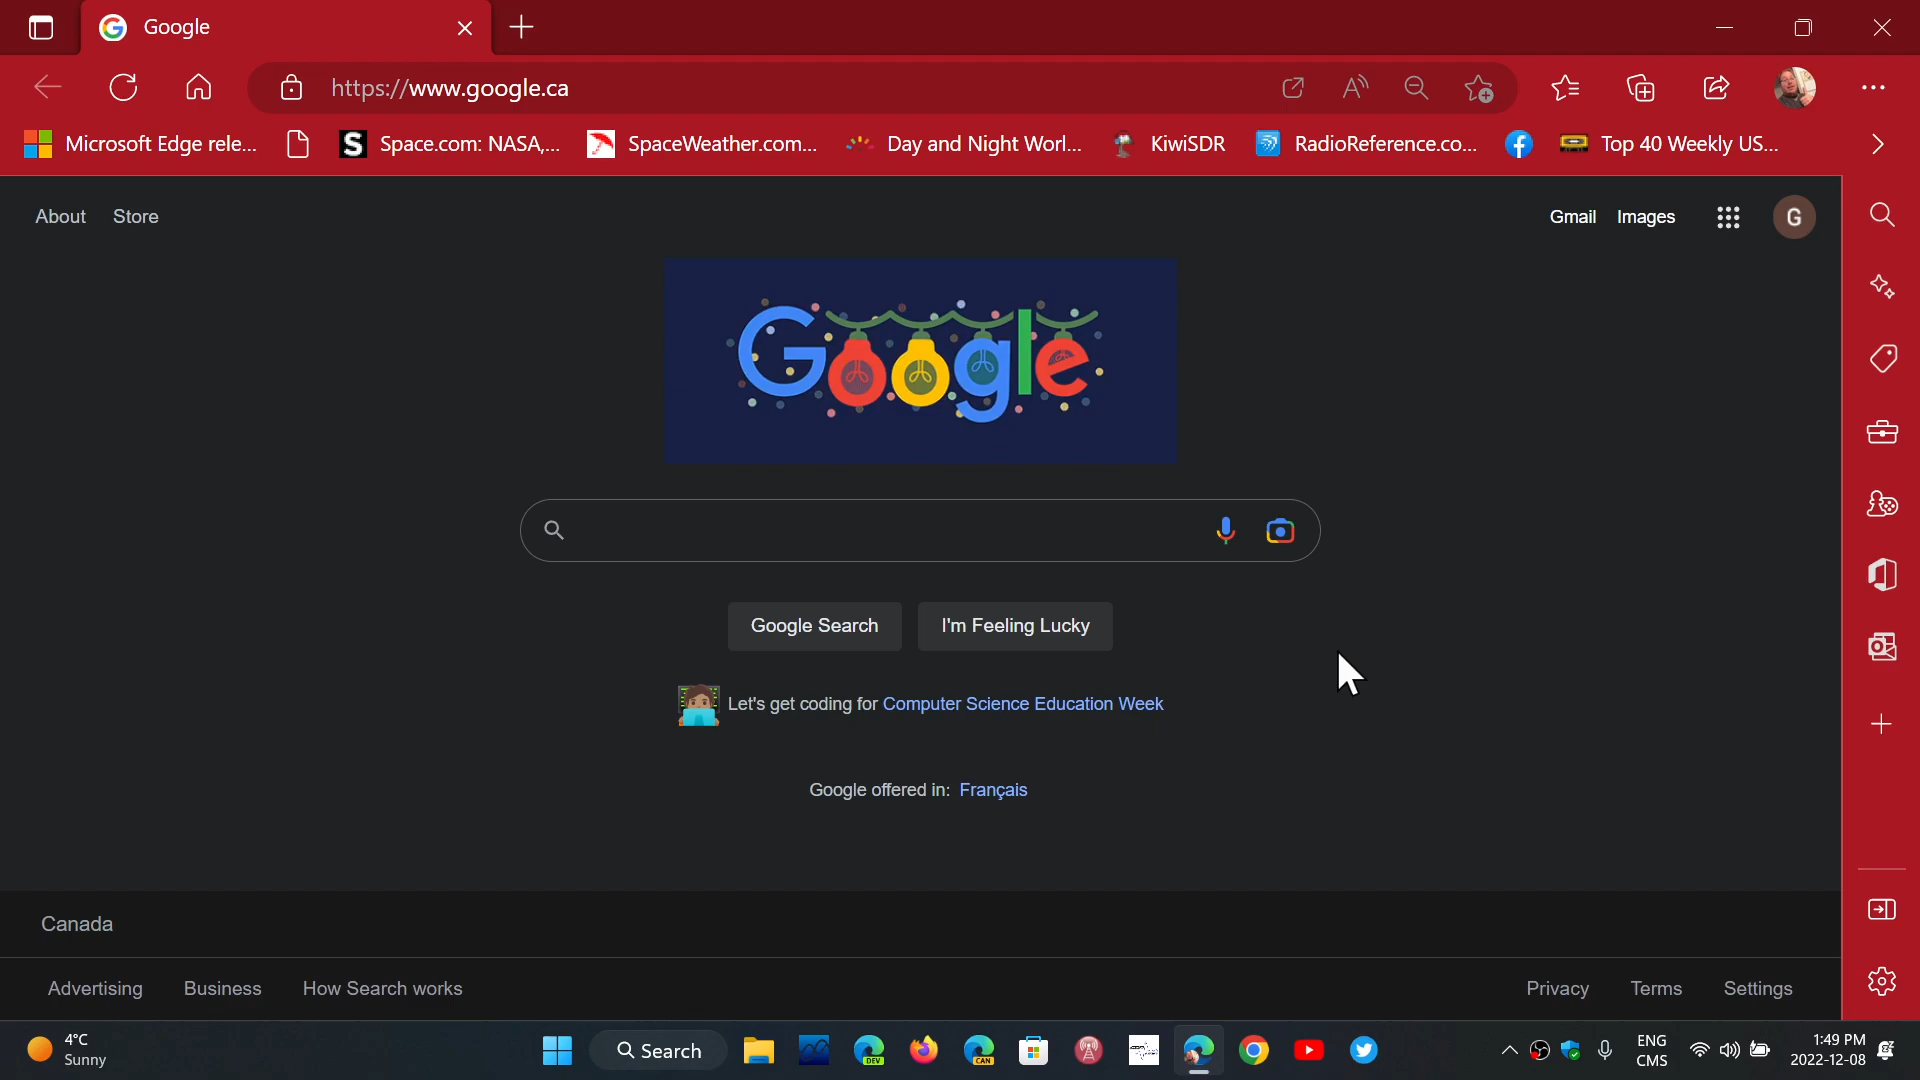 Google
https://www.google.ca
Microsoft Edge rele... Space.com: NASA,... SpaceWeather.com... Day and Night Worl... KiwiSDR RadioReference.co... Top 40 Weekly US...
About Store Gmail Images G
Google
Google Search I'm Feeling Lucky
Let's get coding for Computer Science Education Week
Google offered in: Français
Canada
Advertising Business How Search works Privacy Terms Settings
4°C
Sunny
Search
DEV
CAN
ENG
CMS
1:49 PM
2022-12-08